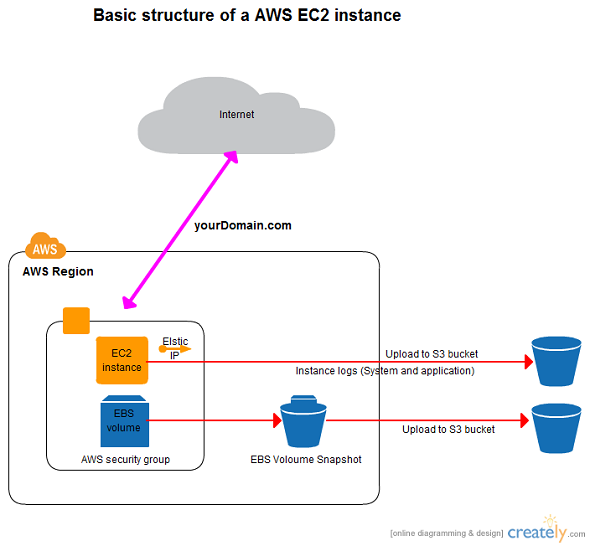 Basic structure of a AWS EC2 instance
Internet
yourDomain.com
AWS
AWS Region
EC2
instance
Elstic
IP
Upload to S3 bucket
Instance logs (System and application)
EBS
volume
Upload to S3 bucket
AWS security group
EBS Voloume Snapshot
[online diagramming & design] creately.com